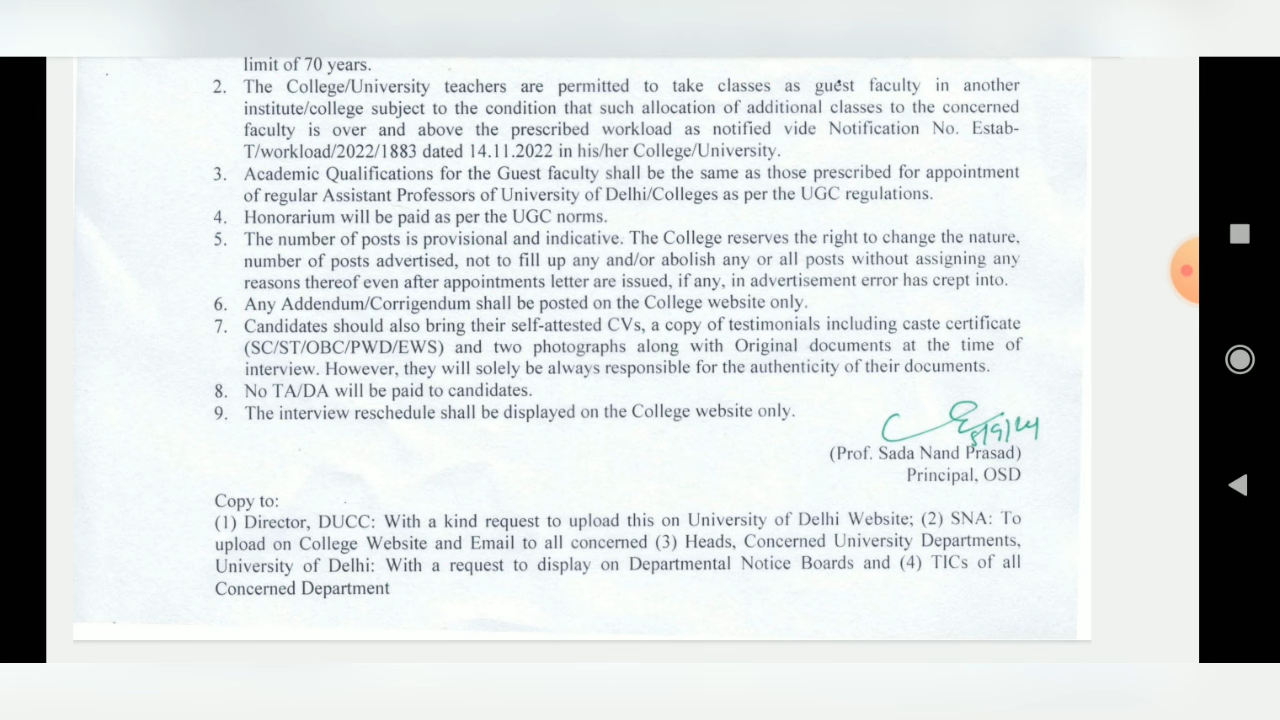 limit of 70 years.
2. The College/University teachers are permitted to take classes as guest faculty in another
institute/college subject to the condition that such allocation of additional classes to the concerned
faculty is over and above the prescribed workload as notified vide Notification No. Estab-
T/workload/2022/1883 dated 14.11.2022 in his/her College/University.
3. Academic Qualifications for the Guest faculty shall be the same as those prescribed for appointment
of regular Assistant Professors of University of Delhi/Colleges as per the UGC regulations.
4. Honorarium will be paid as per the UGC norms.
5. The number of posts is provisional and indicative. The College reserves the right to change the nature,
number of posts advertised, not to fill up any and/or abolish any or all posts without assigning any
reasons thereof even after appointments letter are issued, if any, in advertisement error has crept into.
6. Any Addendum/Corrigendum shall be posted on the College website only.
7. Candidates should also bring their self-attested CVs, a copy of testimonials including caste certificate
(SC/ST/OBC/PWD/EWS) and two photographs along with Original documents at the time of
interview. However, they will solely be always responsible for the authenticity of their documents.
8. No TA/DA will be paid to candidates.
9. The interview reschedule shall be displayed on the College website only.
(Prof. Sada Nand Prasad)
Principal, OSD
Copy to:
(1) Director, DUCC: With a kind request to upload this on University of Delhi Website; (2) SNA: To
upload on College Website and Email to all concerned (3) Heads, Concerned University Departments,
University of Delhi: With a request to display on Departmental Notice Boards and (4) TICs of all
Concerned Department